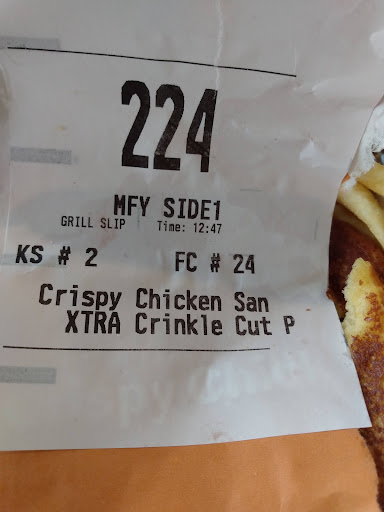 224
MFY SIDE1
GRILL SLIP Time: 12:47
KS # 2 FC # 24
Crispy Chicken San
XTRA Crinkle Cut P